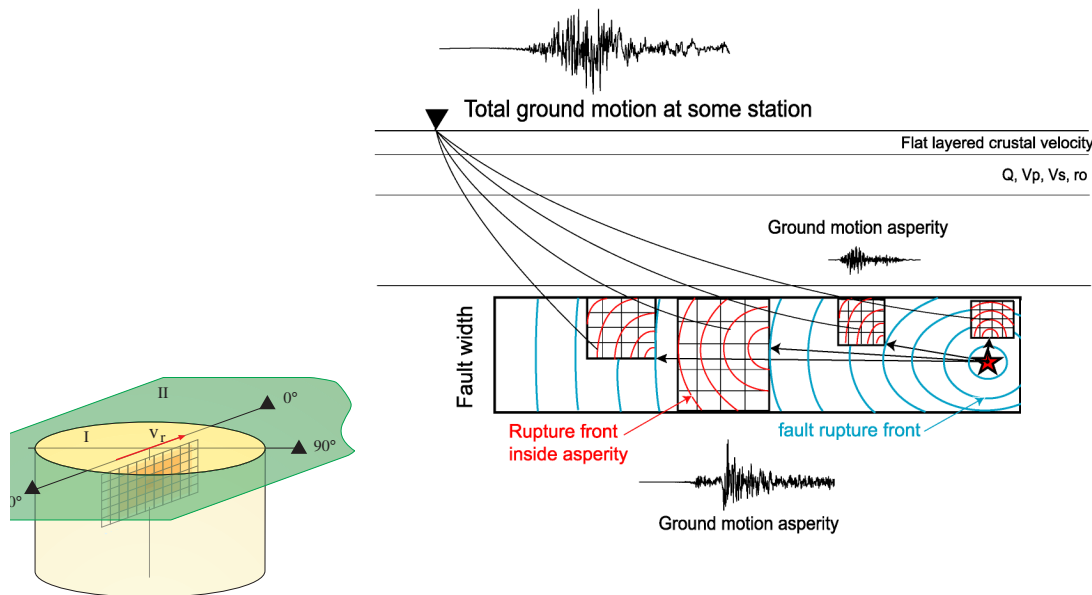 Total ground motion at some station
Flat layered crustal velocity
Q, Vp, Vs, ro
Ground motion asperity
Fault width
Rupture front
inside asperity
fault rupture front
Ground motion asperity
II
0°
I
vr
90°
0°